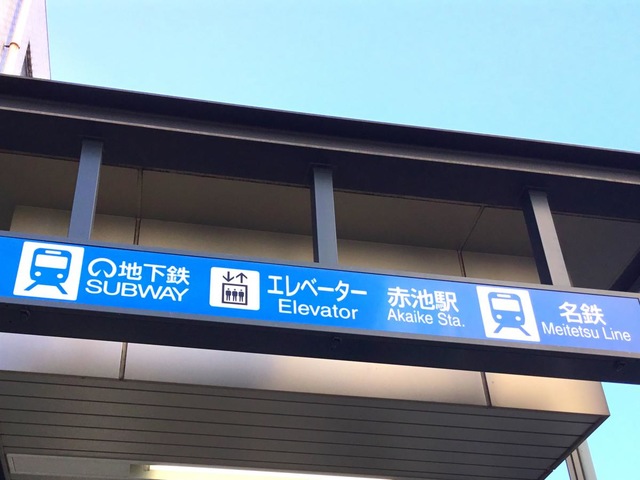 地下鉄
SUBWAY
エレベーター
Elevator
赤池駅
Akaike Sta.
名鉄
Meitetsu Line